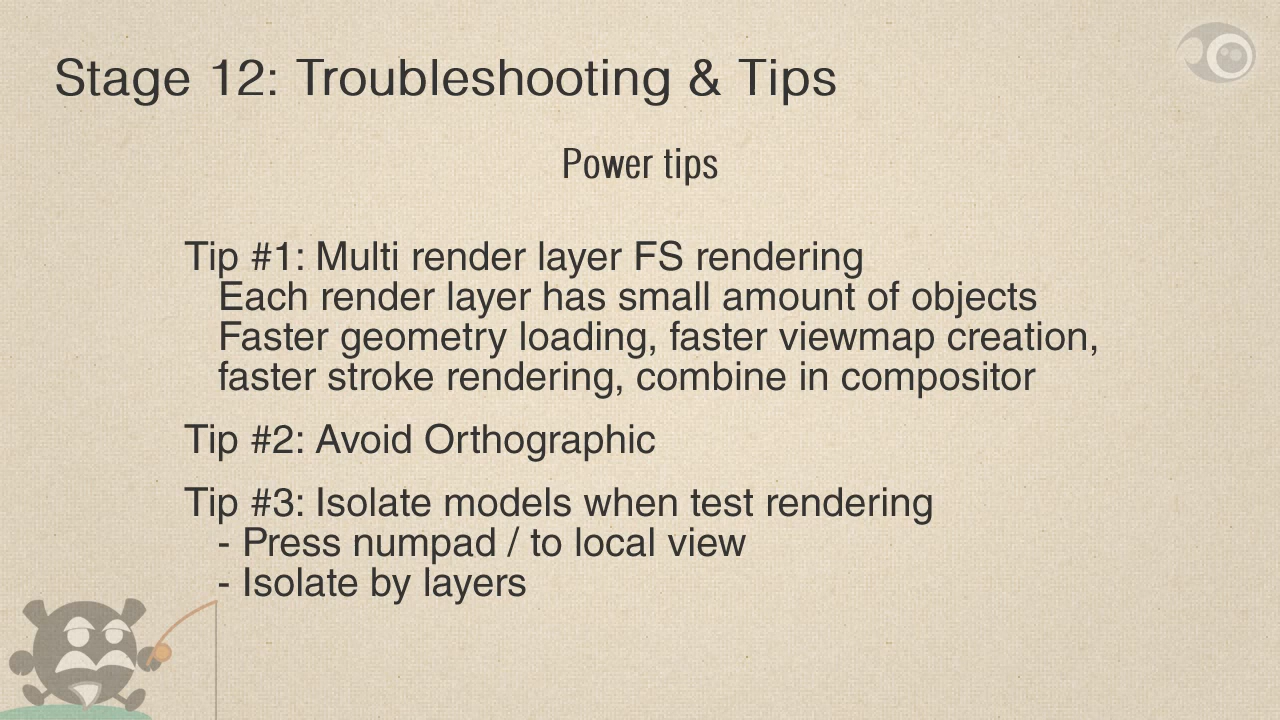 Stage 12: Troubleshooting & Tips
Power tips
Tip #1: Multi render layer FS rendering
Each render layer has small amount of objects
Faster geometry loading, faster viewmap creation,
faster stroke rendering, combine in compositor
Tip #2: Avoid Orthographic
Tip #3: Isolate models when test rendering
- Press numpad / to local view
- Isolate by layers